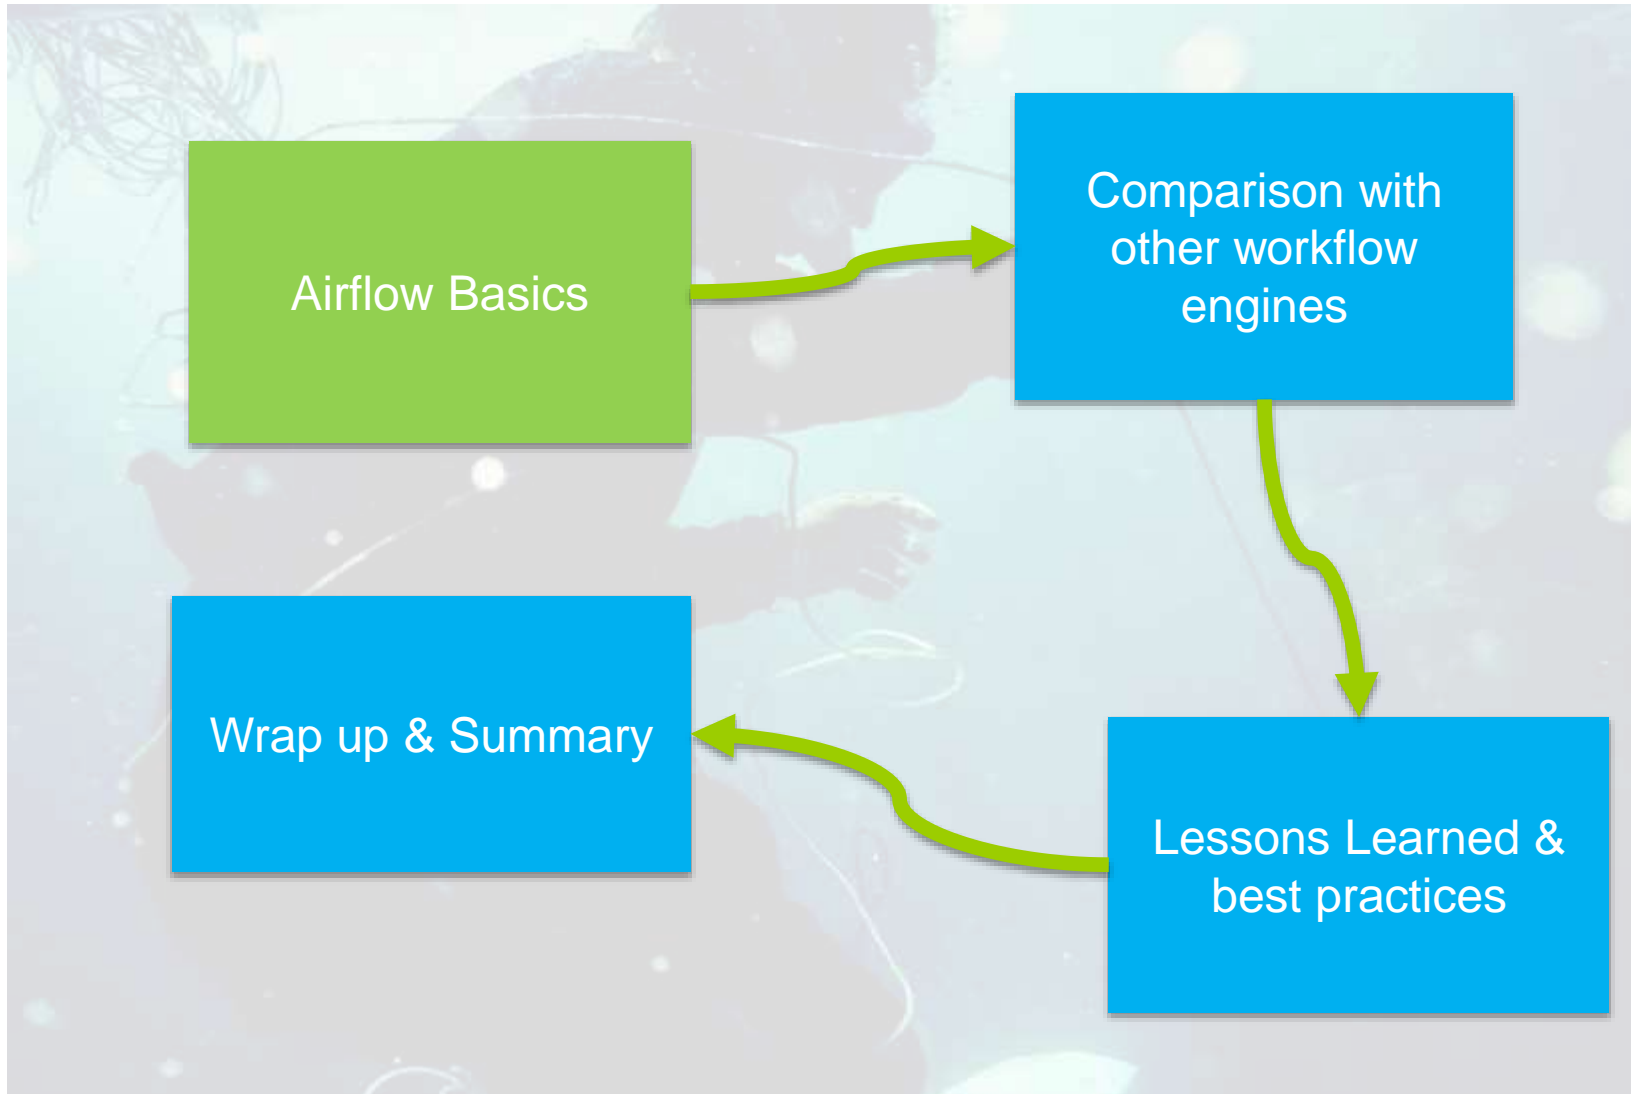 Airflow Basics
Comparison with
other workflow
engines
Lessons Learned &
best practices
Wrap up & Summary